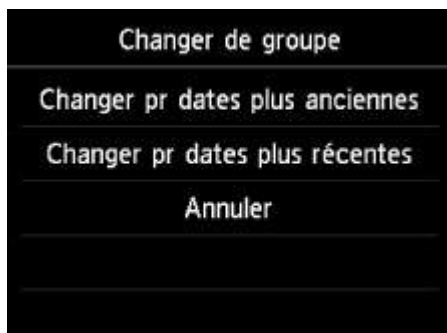 Changer de groupe
Changer pr dates plus anciennes
Changer pr dates plus récentes
Annuler